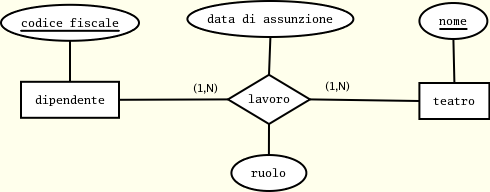 codice fiscale
data di assunzione
nome
dipendente
(1,N)
lavoro
(1,N)
teatro
ruolo